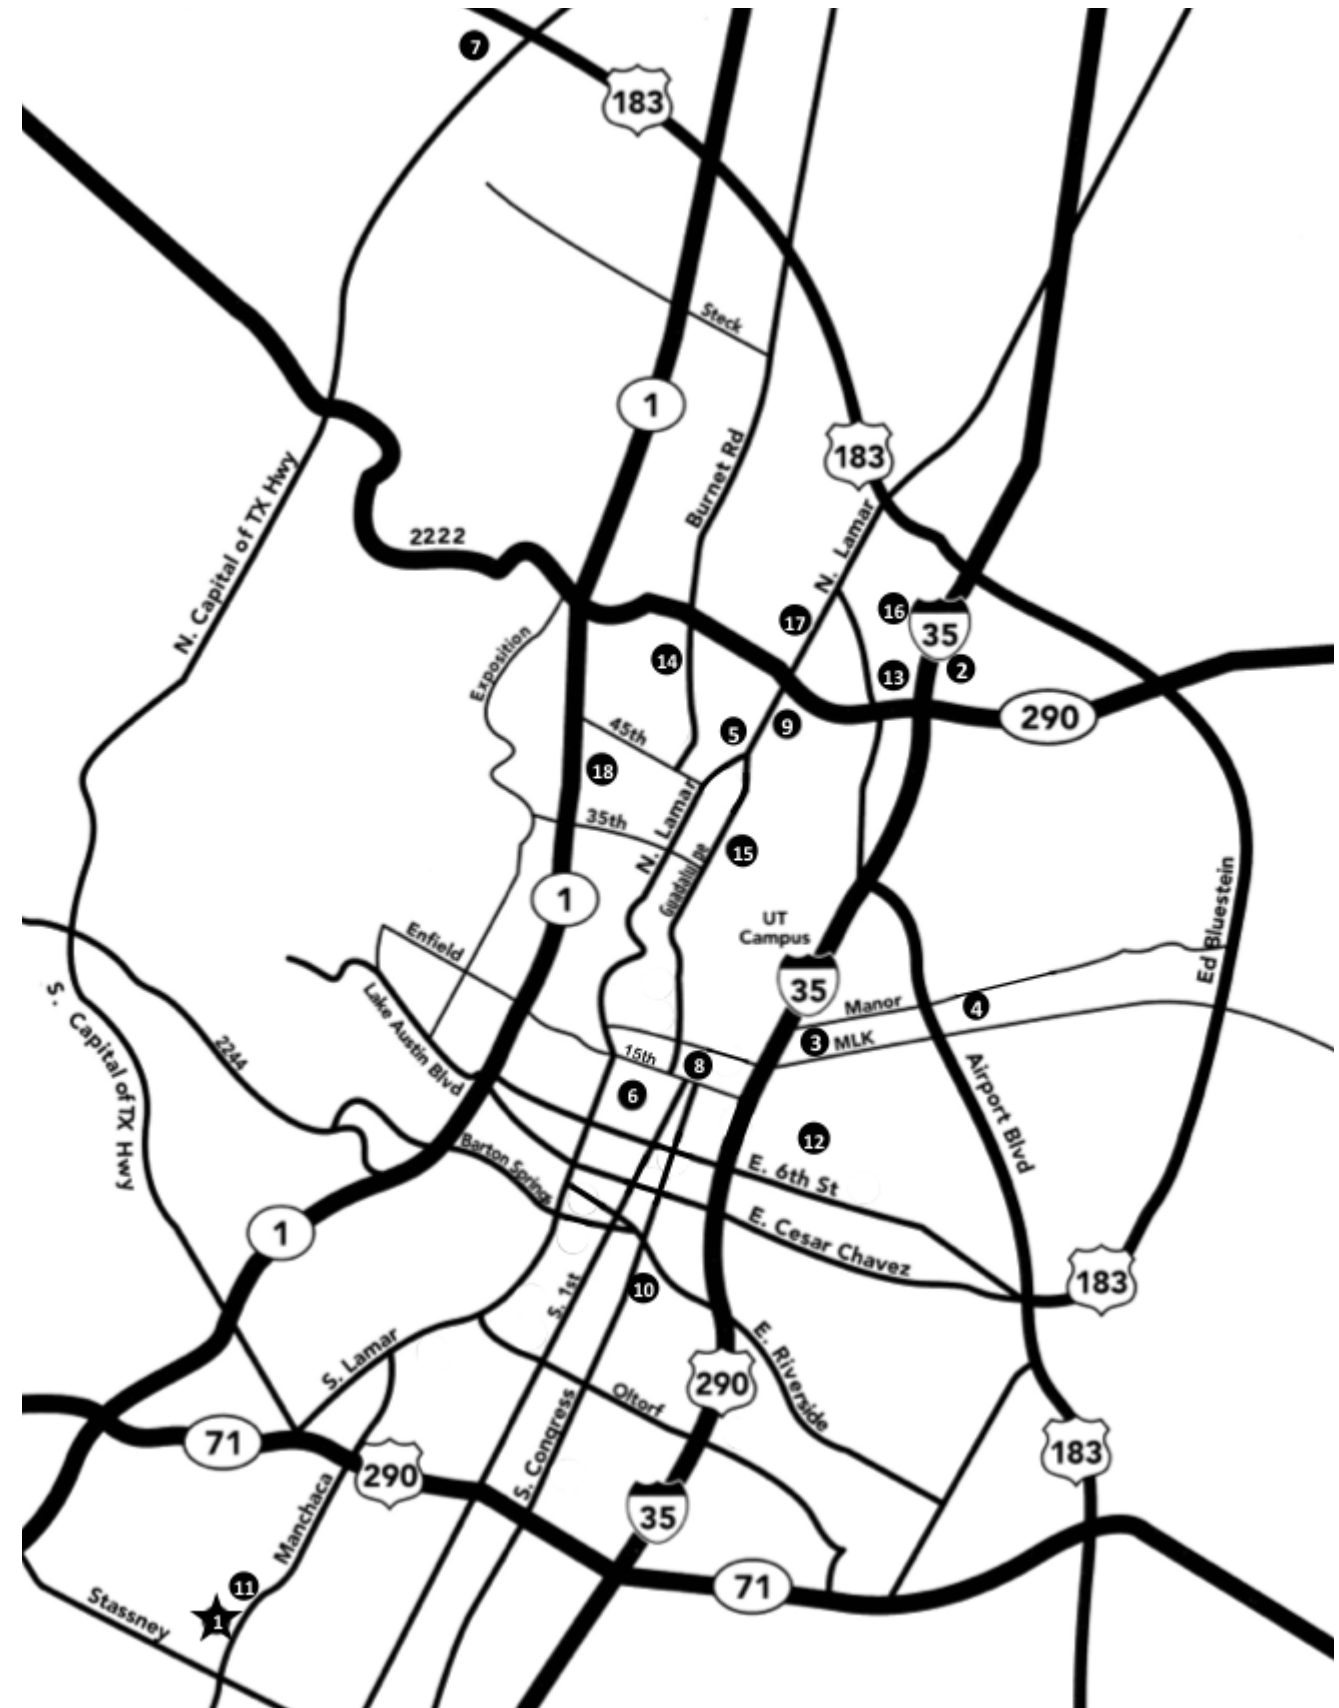 7
183
Steck
1
Burnet Rd
183
N. Capital of TX Hwy
2222
N. Lamar
16
35
17
Exposition
14
13
2
290
45th
5
9
18
35th
N. Lamar
Guadalupe
15
1
UT
Campus
Ed Bluestein
Enfield
35
Manor
4
S. Capital of TX Hwy
Lake Austin Blvd
2244
3
MLK
15th
8
6
Airport Blvd
12
Barton Springs
E. 6th St
E. Cesar Chavez
1
183
S. 1st
10
S. Lamar
E. Riverside
290
Oltorf
71
S. Congress
183
290
Manchaca
35
11
71
Stassney
1